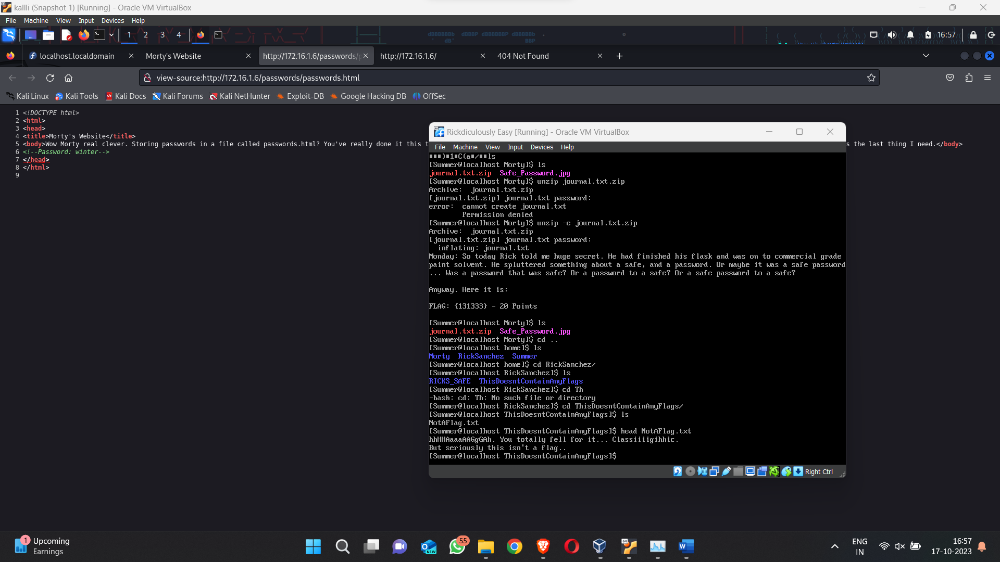 kallli (Snapshot 1) [Running] - Oracle VM VirtualBox
File Machine View Input Devices Help
1 2 3 4 16:57
localhost.localdomain Morty's Website http://172.16.1.6/passwords/ http://172.16.1.6/ 404 Not Found
view-source:http://172.16.1.6/passwords/passwords.html
Kali Linux Kali Tools Kali Docs Kali Forums Kali NetHunter Exploit-DB Google Hacking DB OffSec
1 <!DOCTYPE html>
2 <html>
3 <head>
4 <title>Morty's Website</title>
5 <body>Wow Morty real clever. Storing passwords in a file called passwords.html? You've really done it this t s the last thing I need.</body>
6 <!--Password: winter-->
7 </head>
8 </html>
9
Rickdiculously Easy [Running] - Oracle VM VirtualBox
File Machine View Input Devices Help
ls
[Summer@localhost Morty]$ ls
journal.txt.zip Safe_Password.jpg
[Summer@localhost Morty]$ unzip journal.txt.zip
Archive: journal.txt.zip
[journal.txt.zip] journal.txt password:
error: cannot create journal.txt
Permission denied
[Summer@localhost Morty]$ unzip -c journal.txt.zip
Archive: journal.txt.zip
[journal.txt.zip] journal.txt password:
inflating: journal.txt
Monday: So today Rick told me huge secret. He had finished his flask and was on to commercial grade
paint solvent. He spluttered something about a safe, and a password. Or maybe it was a safe password
... Was a password that was safe? Or a password to a safe? Or a safe password to a safe?
Anyway. Here it is:
FLAG: {131333} - 20 Points
[Summer@localhost Morty]$ ls
journal.txt.zip Safe_Password.jpg
[Summer@localhost Morty]$ cd ..
[Summer@localhost home]$ ls
Morty RickSanchez Summer
[Summer@localhost home]$ cd RickSanchez/
[Summer@localhost RickSanchez]$ ls
RICKS_SAFE ThisDoesntContainAnyFlags
[Summer@localhost RickSanchez]$ cd Th
-bash: cd: Th: No such file or directory
[Summer@localhost RickSanchez]$ cd ThisDoesntContainAnyFlags/
[Summer@localhost ThisDoesntContainAnyFlags]$ ls
NotAFlag.txt
[Summer@localhost ThisDoesntContainAnyFlags]$ head NotAFlag.txt
hhHHAaaaAAGgGAh. You totally fell for it... Classiiiigihhic.
But seriously this isn't a flag..
[Summer@localhost ThisDoesntContainAnyFlags]$
Right Ctrl
1 Upcoming
Earnings
NEW
55
64
ENG
IN
16:57
17-10-2023